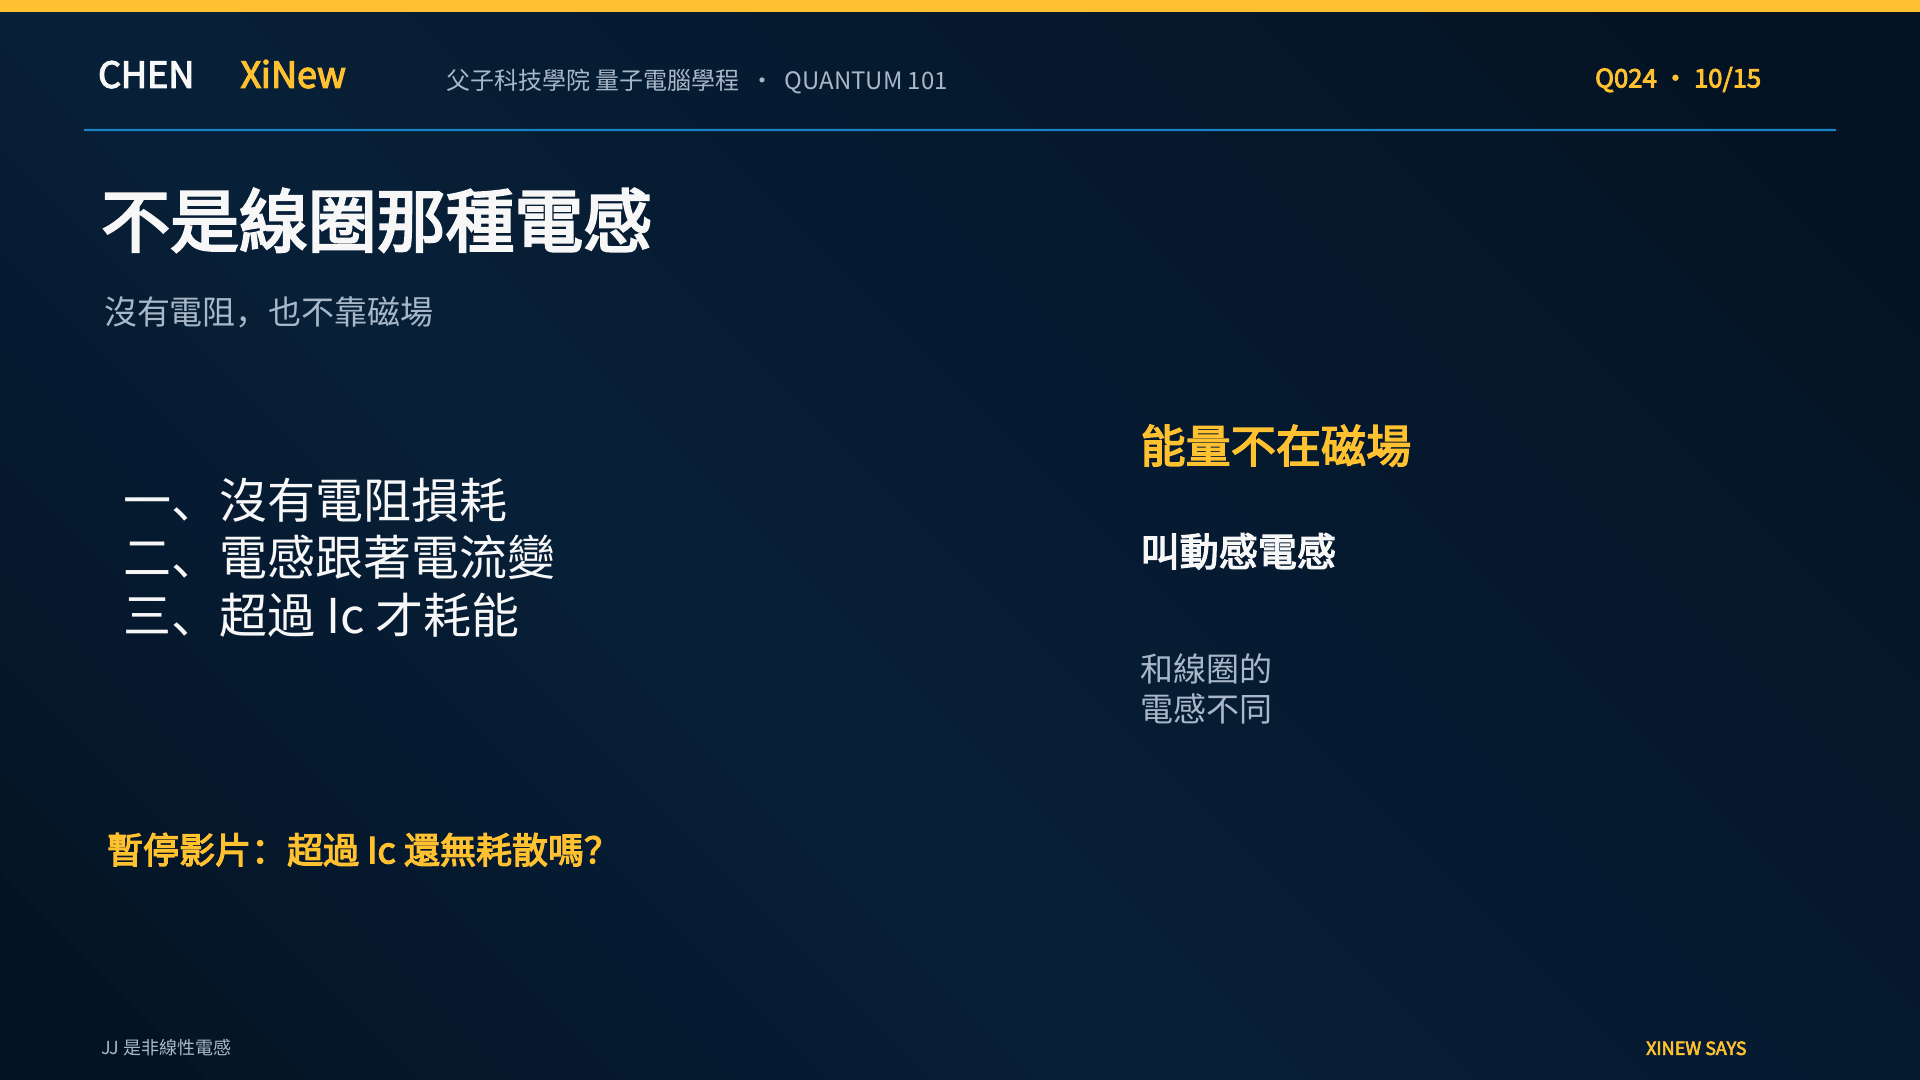 CHEN XiNew 父子科技學院 量子電腦學程 · QUANTUM 101 Q024 · 10/15
不是線圈那種電感
沒有電阻，也不靠磁場
一、沒有電阻損耗
二、電感跟著電流變
三、超過 Ic 才耗能
能量不在磁場
叫動感電感
和線圈的
電感不同
暫停影片：超過 Ic 還無耗散嗎？
JJ 是非線性電感
XINEW SAYS